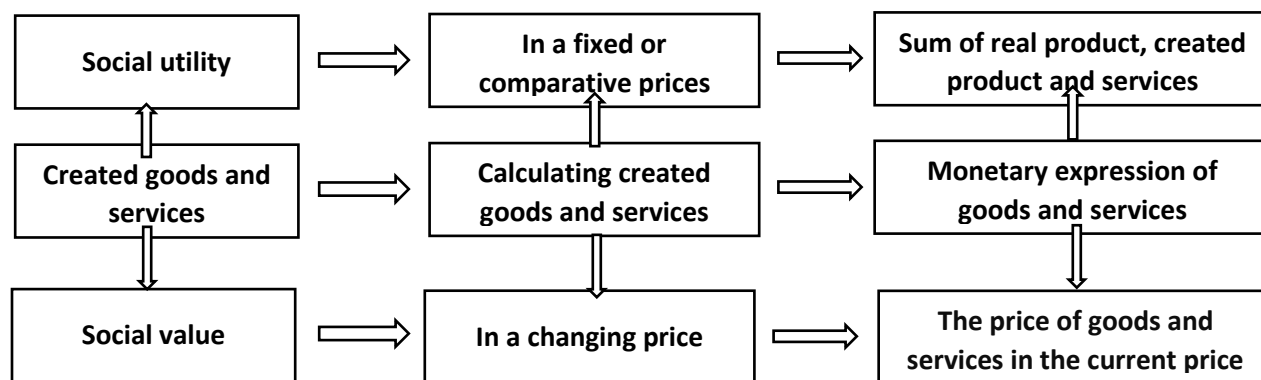 Social utility
In a fixed or
comparative prices
Sum of real product, created
product and services
Created goods and
services
Calculating created
goods and services
Monetary expression of
goods and services
Social value
In a changing price
The price of goods and
services in the current price